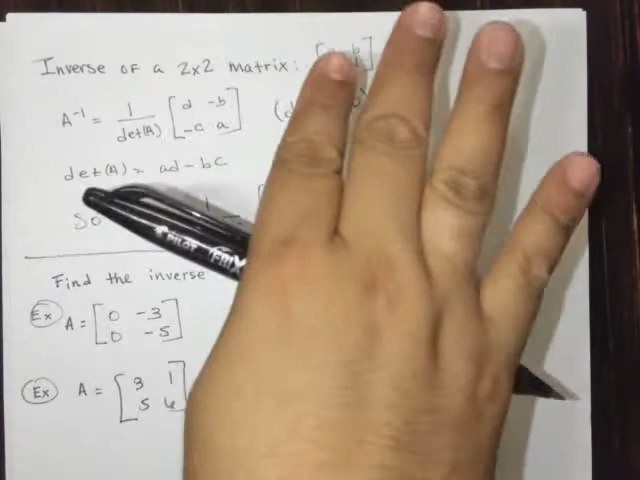 Inverse of a 2x2 matrix:
A⁻¹ = 1/det(A) [d -b; -c a]
det(A) = ad - bc
So 1
PILOT FRIX
Find the inverse
Ex A = [0 -3; 0 -5]
Ex A = [3 1; 5 6]